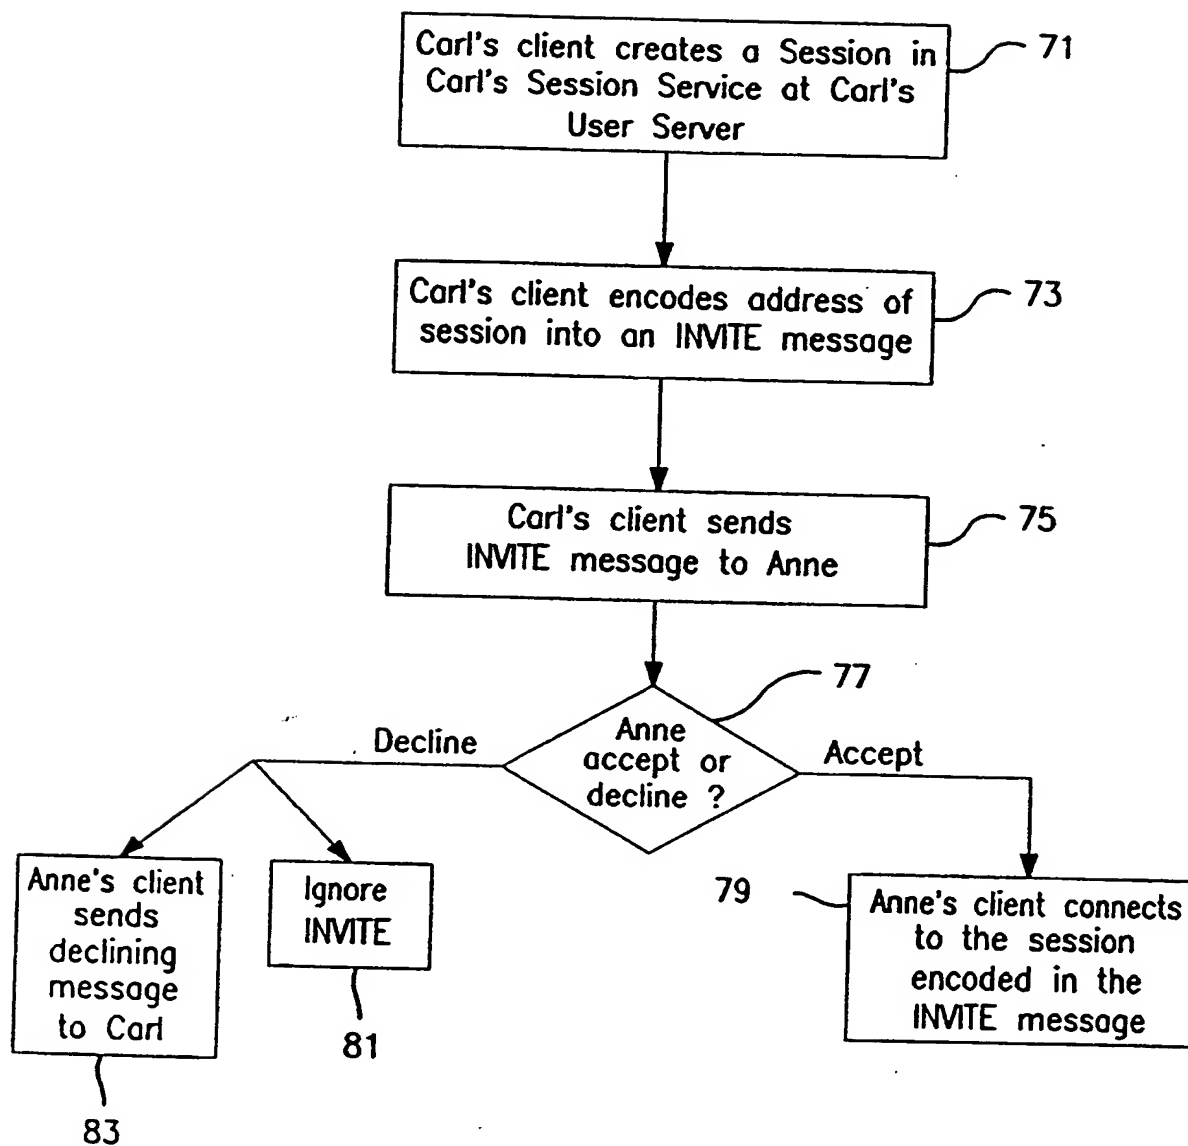 Carl's client creates a Session in
Carl's Session Service at Carl's
User Server
71
Carl's client encodes address of
session into an INVITE message
73
Carl's client sends
INVITE message to Anne
75
77
Anne
accept or
decline ?
Decline
Accept
Anne's client
sends
declining
message
to Carl
83
Ignore
INVITE
81
79
Anne's client connects
to the session
encoded in the
INVITE message